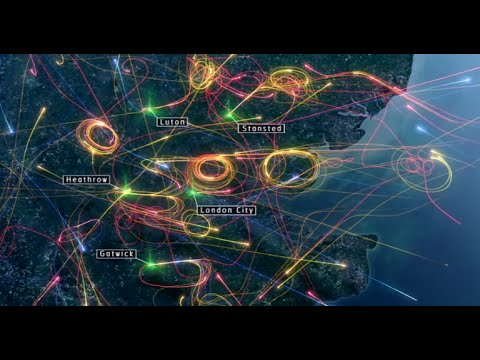 Luton
Stansted
Heathrow
London City
Gatwick